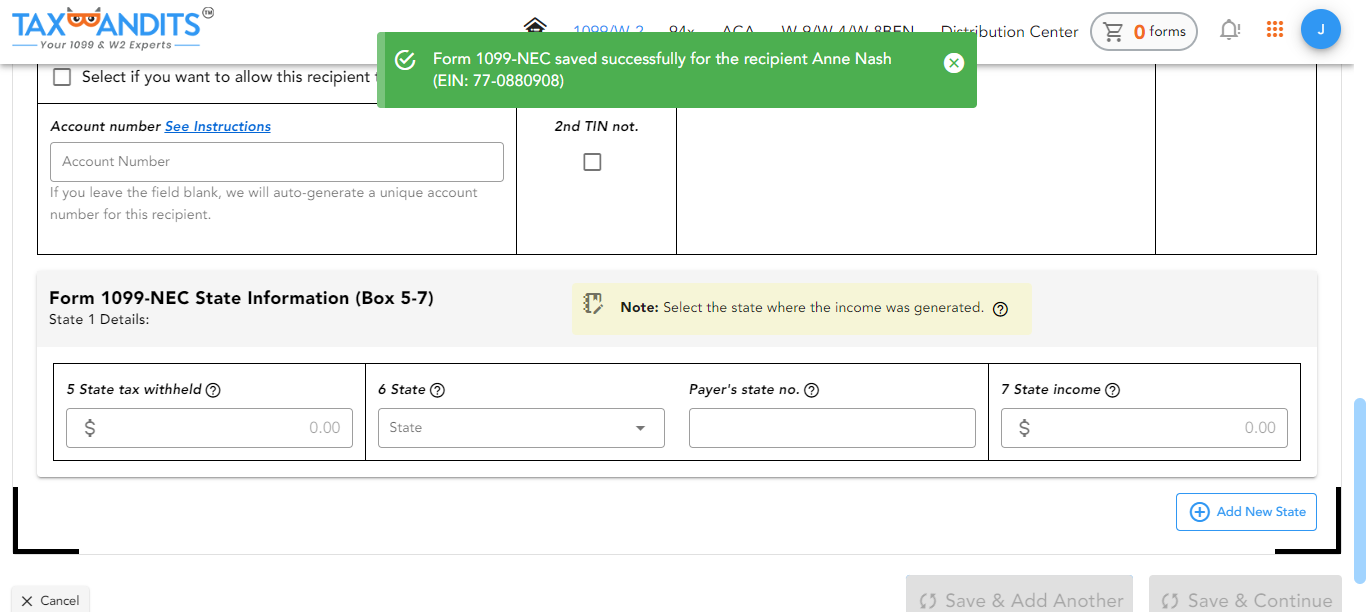 TAXBANDITS TM
Your 1099 & W2 Experts
1099/W-2 94x ACA W-9/W-4/W-8BEN Distribution Center 0 forms J
Form 1099-NEC saved successfully for the recipient Anne Nash
(EIN: 77-0880908)
Select if you want to allow this recipient
Account number See Instructions
2nd TIN not.
Account Number
If you leave the field blank, we will auto-generate a unique account
number for this recipient.
Form 1099-NEC State Information (Box 5-7)
State 1 Details:
Note: Select the state where the income was generated.
5 State tax withheld
6 State
Payer's state no.
7 State income
$ 0.00
State
$ 0.00
Add New State
Cancel
Save & Add Another
Save & Continue